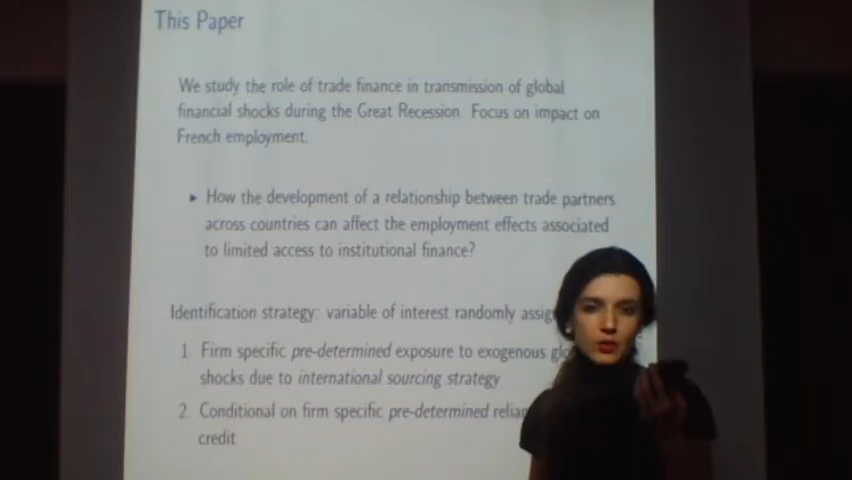 This Paper
We study the role of trade finance in transmission of global
financial shocks during the Great Recession. Focus on impact on
French employment.
▸ How the development of a relationship between trade partners
across countries can affect the employment effects associated
to limited access to institutional finance?
Identification strategy: variable of interest randomly
1. Firm specific pre-determined exposure to exogenous
shocks due to international sourcing strategy
2. Conditional on firm specific pre-determined
credit